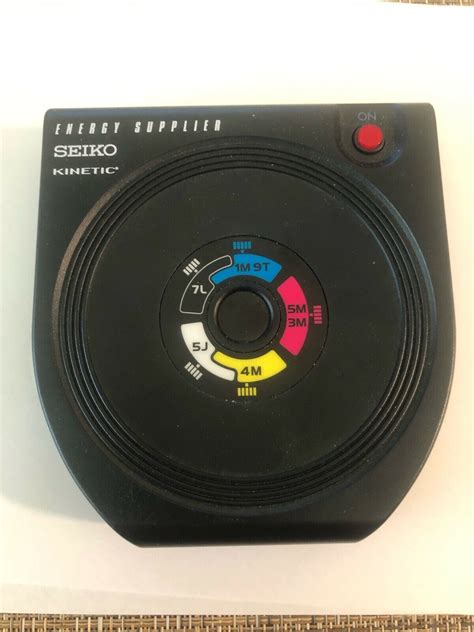 ENERGY SUPPLIER
ON
SEIKO
KINETIC®
1M 9T
7L
5M
3M
5J
4M